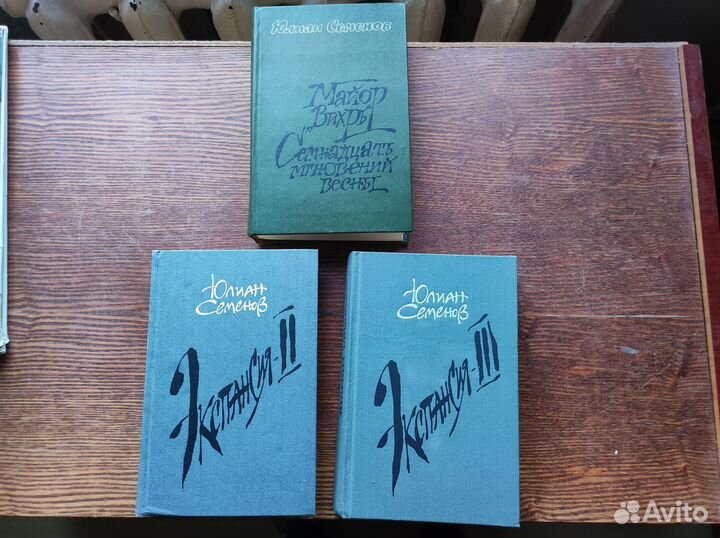 Юлиан Семенов
Майор
"Вихрь"
Семнадцать
мгновений
весны
Юлиан
Семенов
Экспансия-II
Юлиан
Семенов
Экспансия-III
Avito